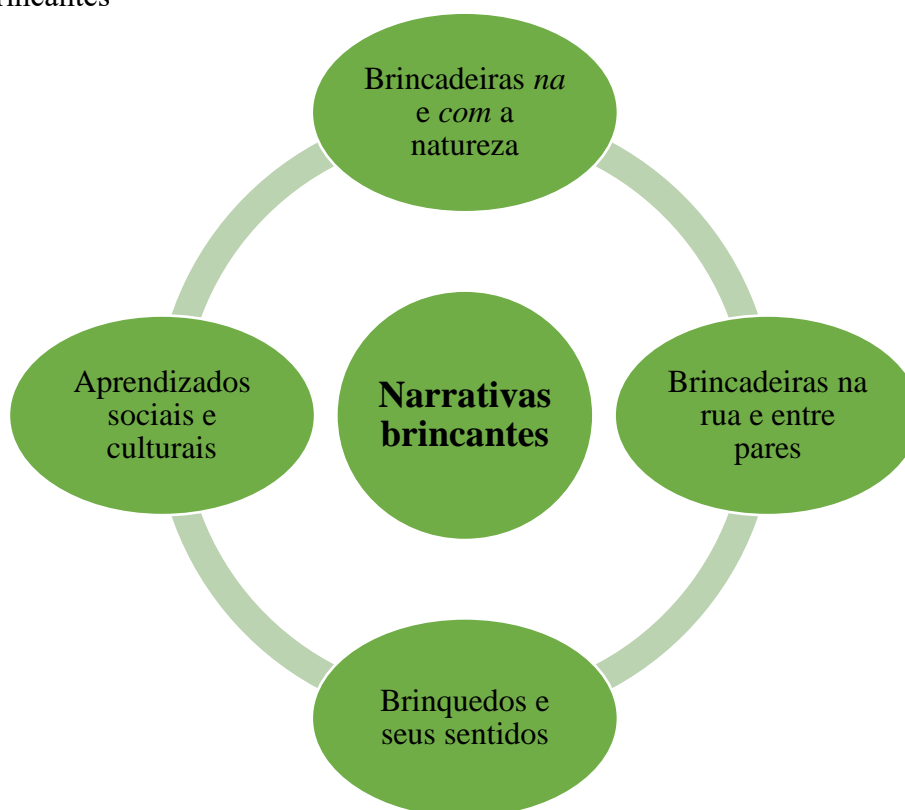 Brincadeiras na
e com a
natureza
Aprendizados
sociais e
culturais
Narrativas
brincantes
Brincadeiras na
rua e entre
pares
Brinquedos e
seus sentidos